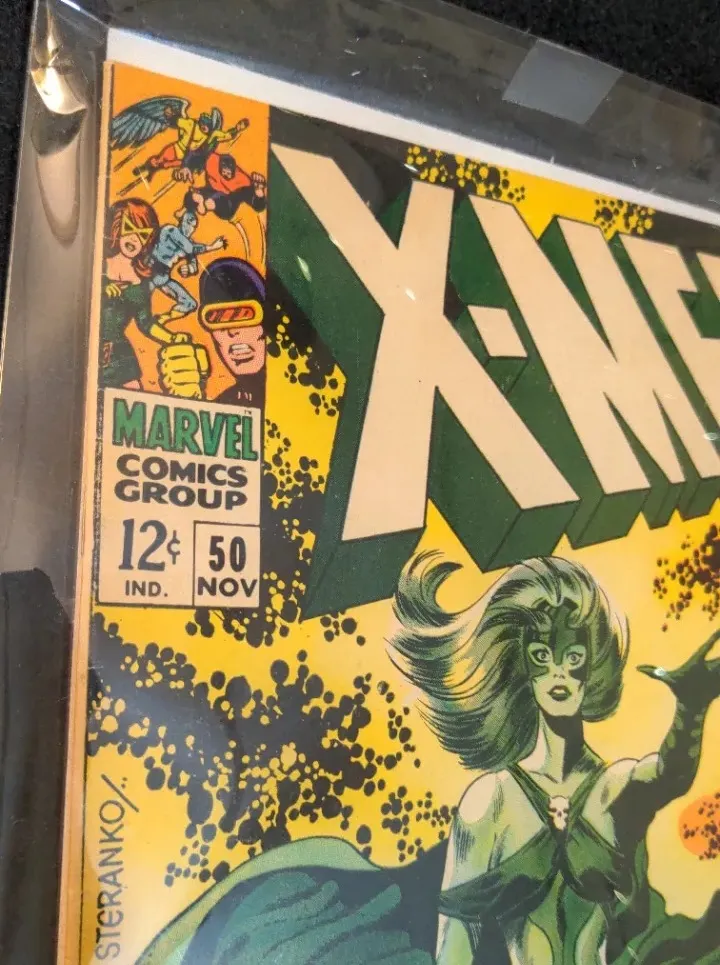 X-ME
MARVEL
COMICS
GROUP
12¢
IND.
50
NOV
STERANKO/.